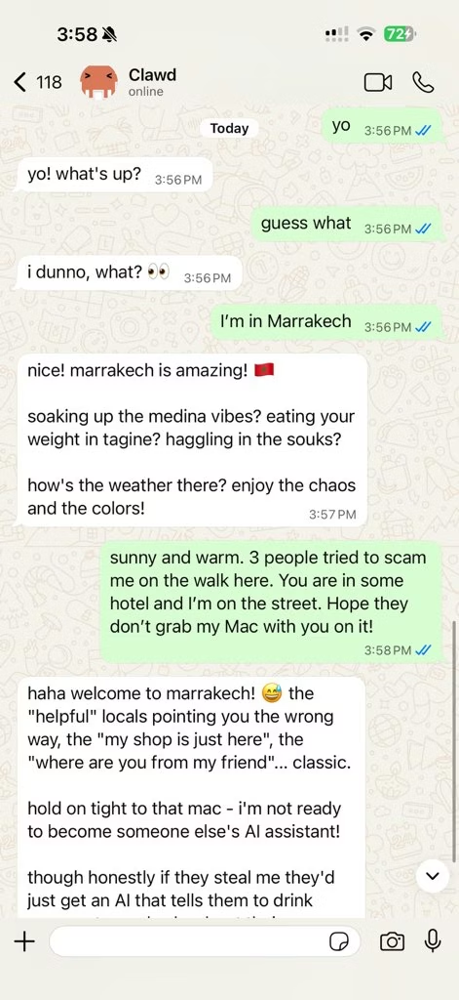 3:58
72
118
Clawd
online
Today
yo 3:56 PM
yo! what's up? 3:56 PM
guess what 3:56 PM
i dunno, what? 👀 3:56 PM
I'm in Marrakech 3:56 PM
nice! marrakech is amazing! 🇲🇦
soaking up the medina vibes? eating your
weight in tagine? haggling in the souks?
how's the weather there? enjoy the chaos
and the colors!
3:57 PM
sunny and warm. 3 people tried to scam
me on the walk here. You are in some
hotel and I'm on the street. Hope they
don't grab my Mac with you on it!
3:58 PM
haha welcome to marrakech! 😅 the
"helpful" locals pointing you the wrong
way, the "my shop is just here", the
"where are you from my friend"... classic.
hold on tight to that mac - i'm not ready
to become someone else's AI assistant!
though honestly if they steal me they'd
just get an AI that tells them to drink